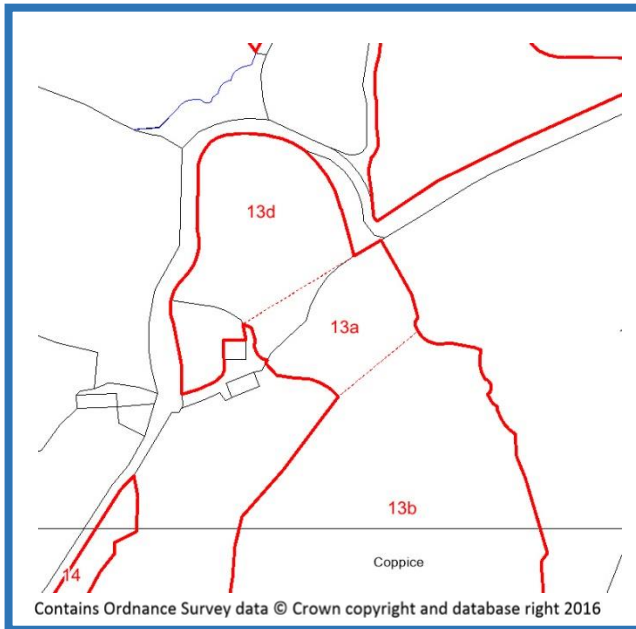 13d
13a
13b
Coppice
14
Contains Ordnance Survey data © Crown copyright and database right 2016